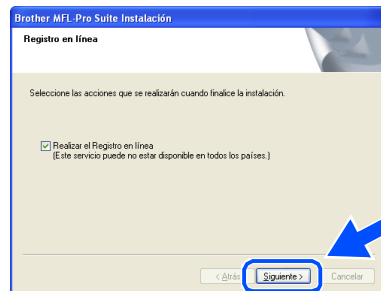 Brother MFL-Pro Suite Instalación
Registro en línea
Seleccione las acciones que se realizarán cuando finalice la instalación.
Realizar el Registro en línea
(Este servicio puede no estar disponible en todos los países.)
< Atrás
Siguiente >
Cancelar